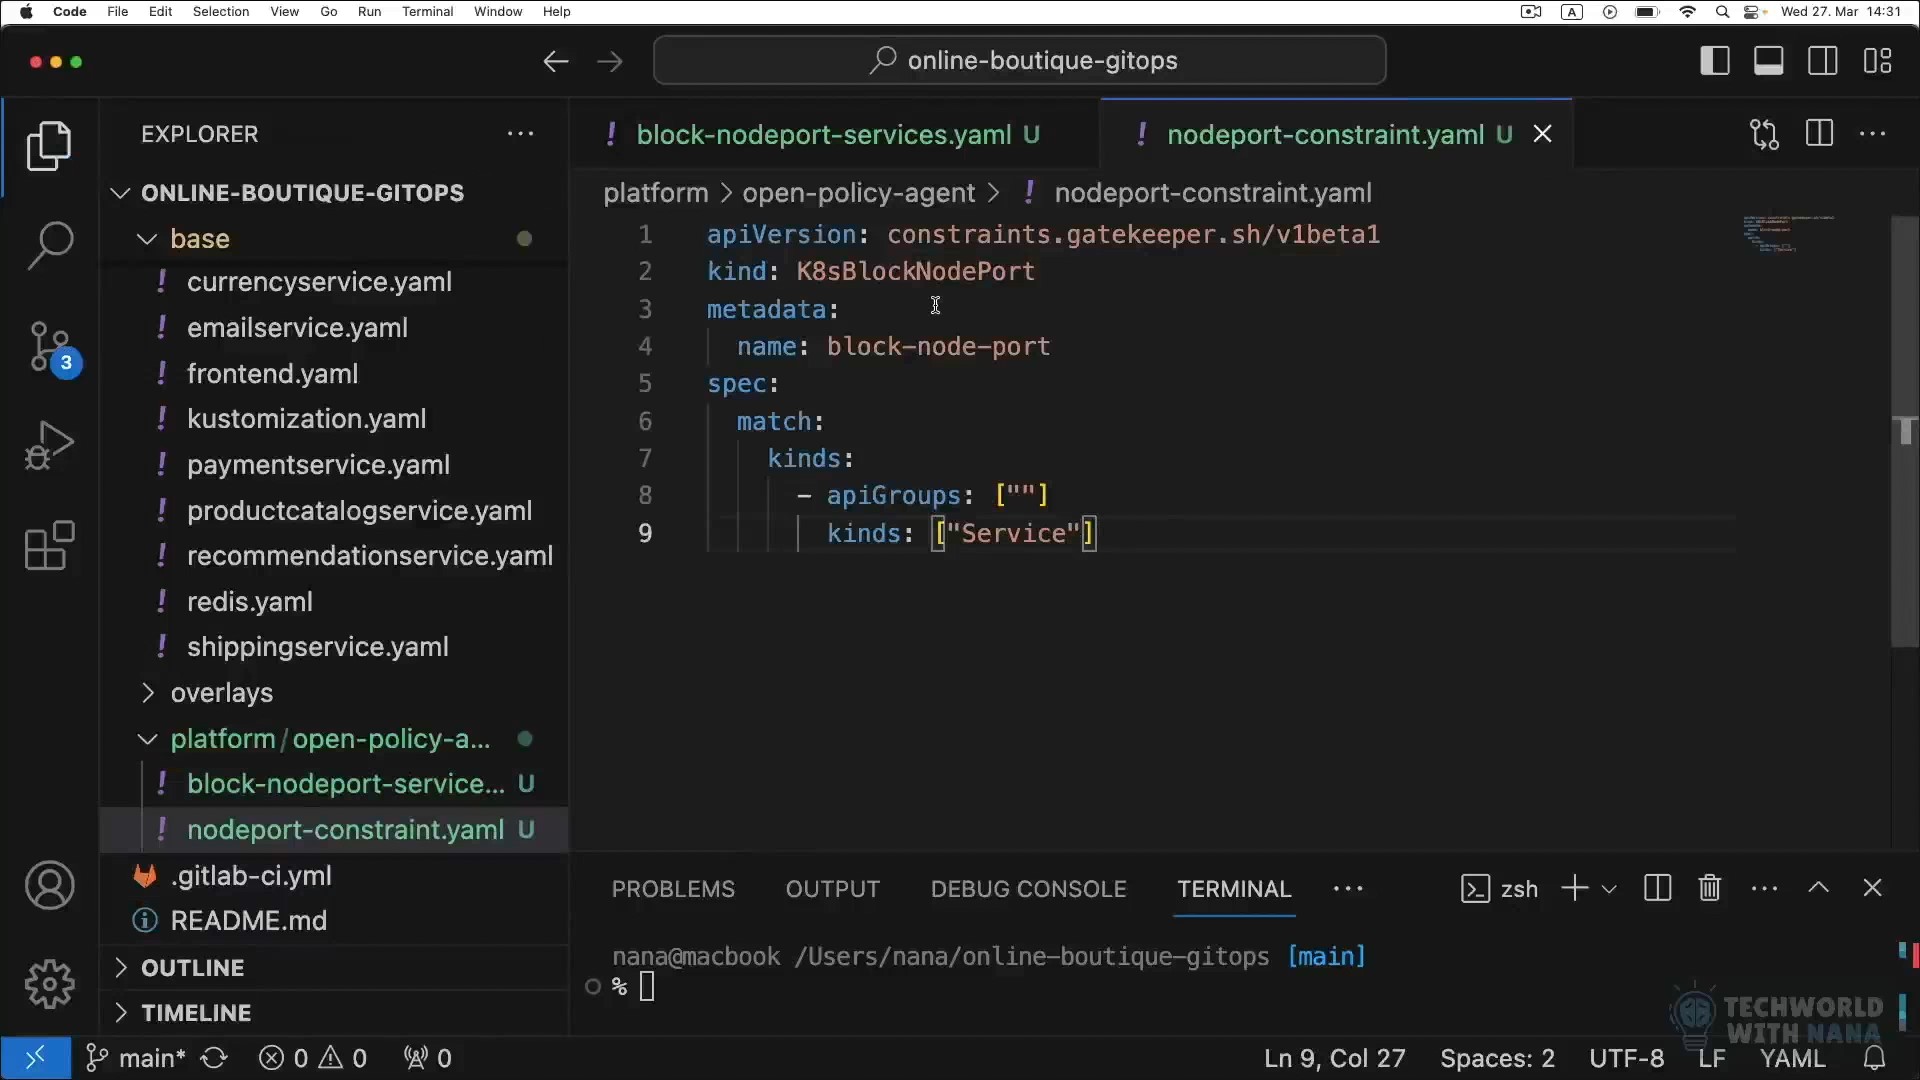 Code File Edit Selection View Go Run Terminal Window Help
A
Wed 27. Mar 14:31
online-boutique-gitops
EXPLORER
ONLINE-BOUTIQUE-GITOPS
base
currencyservice.yaml
emailservice.yaml
frontend.yaml
kustomization.yaml
paymentservice.yaml
productcatalogservice.yaml
recommendationservice.yaml
redis.yaml
shippingservice.yaml
overlays
platform/open-policy-a...
block-nodeport-service... U
nodeport-constraint.yaml U
.gitlab-ci.yml
README.md
OUTLINE
TIMELINE
3
! block-nodeport-services.yaml U
! nodeport-constraint.yaml U
platform > open-policy-agent > ! nodeport-constraint.yaml
1 apiVersion: constraints.gatekeeper.sh/v1beta1
2 kind: K8sBlockNodePort
3 metadata:
4 name: block-node-port
5 spec:
6 match:
7 kinds:
8 - apiGroups: [""]
9 kinds: ["Service"]
PROBLEMS OUTPUT DEBUG CONSOLE TERMINAL
zsh
nana@macbook /Users/nana/online-boutique-gitops [main]
%
TECHWORLD
WITH NANA
main* 0 0 0
Ln 9, Col 27 Spaces: 2 UTF-8 LF YAML